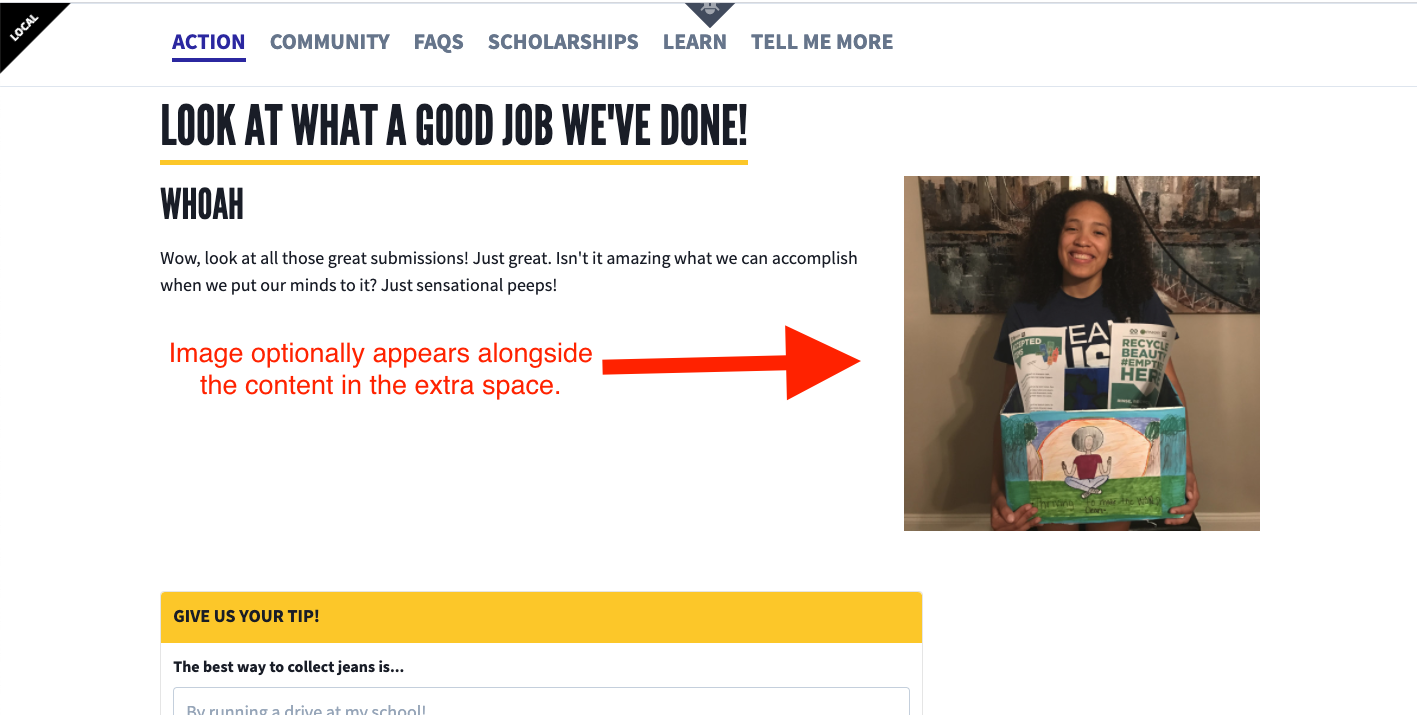 LOCAL
ACTION COMMUNITY FAQS SCHOLARSHIPS LEARN TELL ME MORE
LOOK AT WHAT A GOOD JOB WE'VE DONE!
WHOAH
Wow, look at all those great submissions! Just great. Isn't it amazing what we can accomplish
when we put our minds to it? Just sensational peeps!
Image optionally appears alongside
the content in the extra space.
RECYCLE
BEAUT
#EMPT
HERE
GIVE US YOUR TIP!
The best way to collect jeans is...
By running a drive at my school!